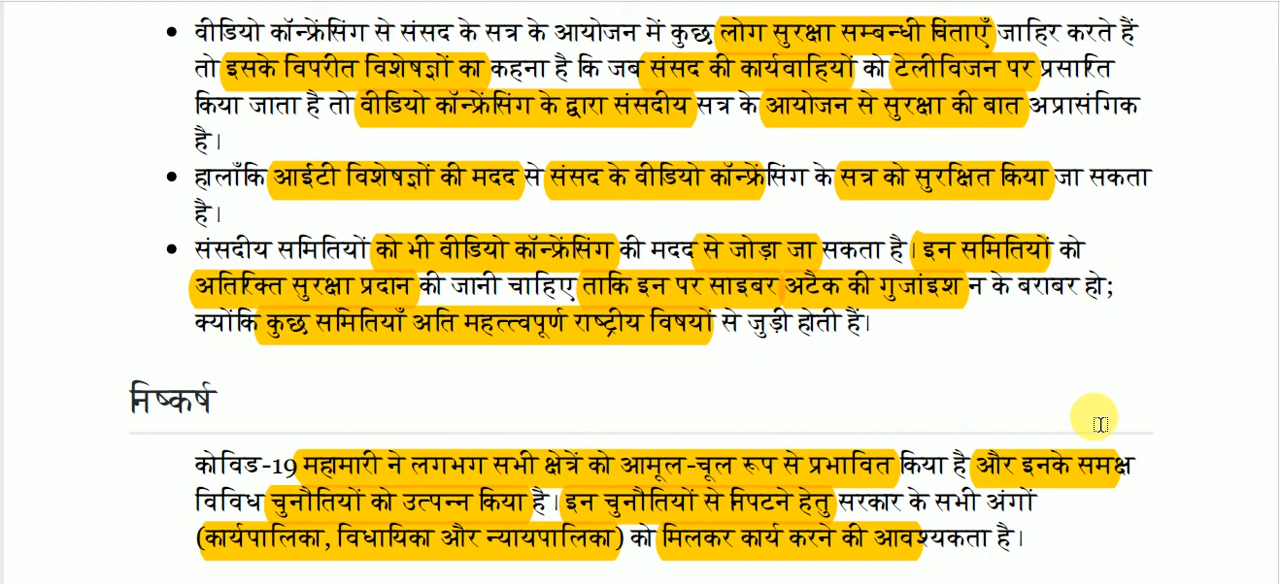 वीडियो कॉन्फ्रेंसिंग से संसद के सत्र के आयोजन में कुछ लोग सुरक्षा सम्बन्धी चिंताएँ जाहिर करते हैं
तो इसके विपरीत विशेषज्ञों का कहना है कि जब संसद की कार्यवाहियों को टेलीविजन पर प्रसारित
किया जाता है तो वीडियो कॉन्फ्रेंसिंग के द्वारा संसदीय सत्र के आयोजन से सुरक्षा की बात अप्रासंगिक
है।
हालाँकि आईटी विशेषज्ञों की मदद से संसद के वीडियो कॉन्फ्रेंसिंग के सत्र को सुरक्षित किया जा सकता
है।
संसदीय समितियों को भी वीडियो कॉन्फ्रेंसिंग की मदद से जोड़ा जा सकता है। इन समितियों को
अतिरिक्त सुरक्षा प्रदान की जानी चाहिए ताकि इन पर साइबर अटैक की गुजांइश न के बराबर हो;
क्योंकि कुछ समितियाँ अति महत्त्वपूर्ण राष्ट्रीय विषयों से जुड़ी होती हैं।
निष्कर्ष
कोविड-19 महामारी ने लगभग सभी क्षेत्रें को आमूल-चूल रूप से प्रभावित किया है और इनके समक्ष
विविध चुनौतियों को उत्पन्न किया है। इन चुनौतियों से निपटने हेतु सरकार के सभी अंगों
(कार्यपालिका, विधायिका और न्यायपालिका) को मिलकर कार्य करने की आवश्यकता है।